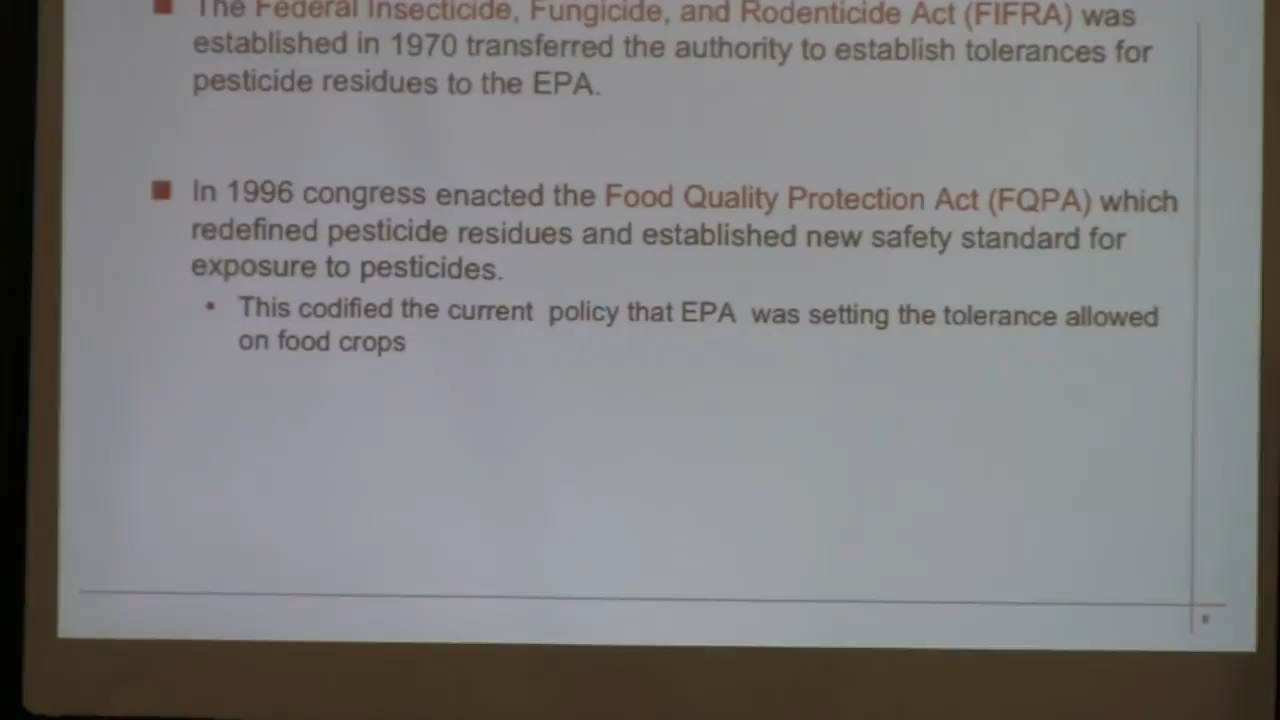 The Federal Insecticide, Fungicide, and Rodenticide Act (FIFRA) was
established in 1970 transferred the authority to establish tolerances for
pesticide residues to the EPA.
In 1996 congress enacted the Food Quality Protection Act (FQPA) which
redefined pesticide residues and established new safety standard for
exposure to pesticides.
This codified the current policy that EPA was setting the tolerance allowed
on food crops